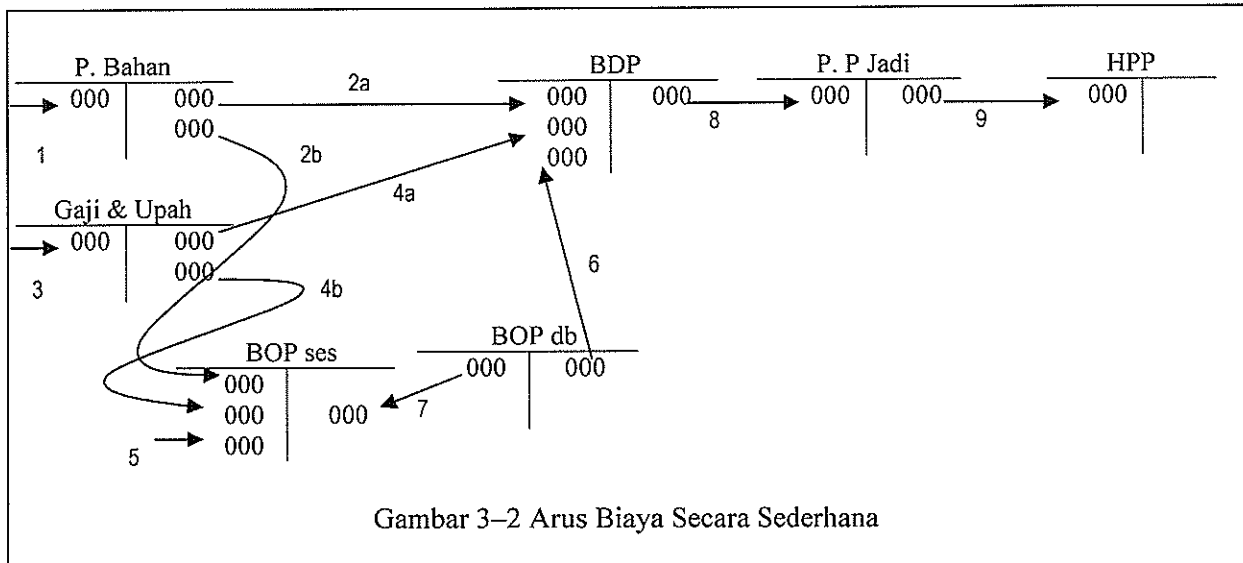 P. Bahan 2a BDP P. P Jadi HPP
000 000 000 000 000 000 000
000 000
1 2b 000 8 9
4a
Gaji & Upah
000 000
000 6
3 4b
BOP ses BOP db
000 000 000
000 000 7
5 000
Gambar 3–2 Arus Biaya Secara Sederhana